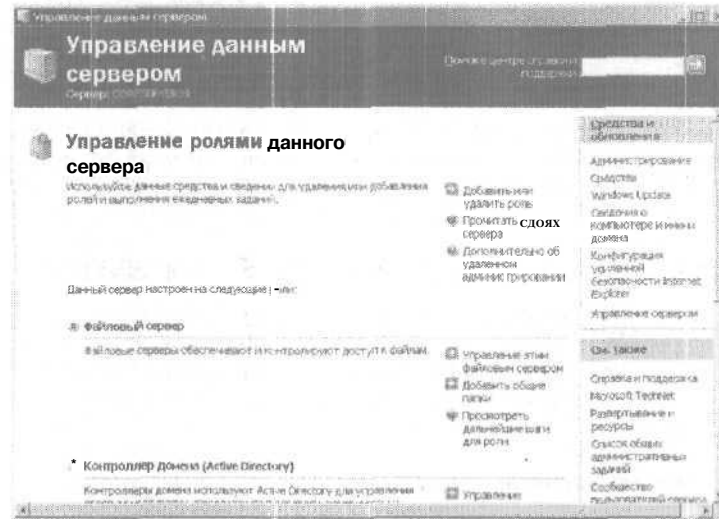 Управление данным сервером
Управление данным
сервером
Сервер:
Поиск в центре справки и
поддержки
Управление ролями данного
сервера
Используйте данные средства и сведения для удаления или добавления
ролей и выполнения ежедневных заданий.
Добавить или
удалить роль
Прочитать сдоях
сервера
Дополнительно об
удаленном
администрировании
Данный сервер настроен на следующие
Файловый сервер
Файловые серверы обеспечивают и контролируют доступ к файлам.
Управление этим
файловым сервером
Добавить общие
папки
Просмотреть
дальнейшие шаги
для роли
Контроллер домена (Active Directory)
Контроллеры домена используют Active Directory для управления
Управление
Средства и
обновления
Администрирование
Средства
Windows Update
Сведения о
компьютере и имени
домена
Конфигурация
усиленной
безопасности Internet
Explorer
Управление сервером
См. также
Справка и поддержка
Microsoft TechNet
Развертывание и
ресурсы
Список общих
административных
заданий
Сообщество
пользователей сервера